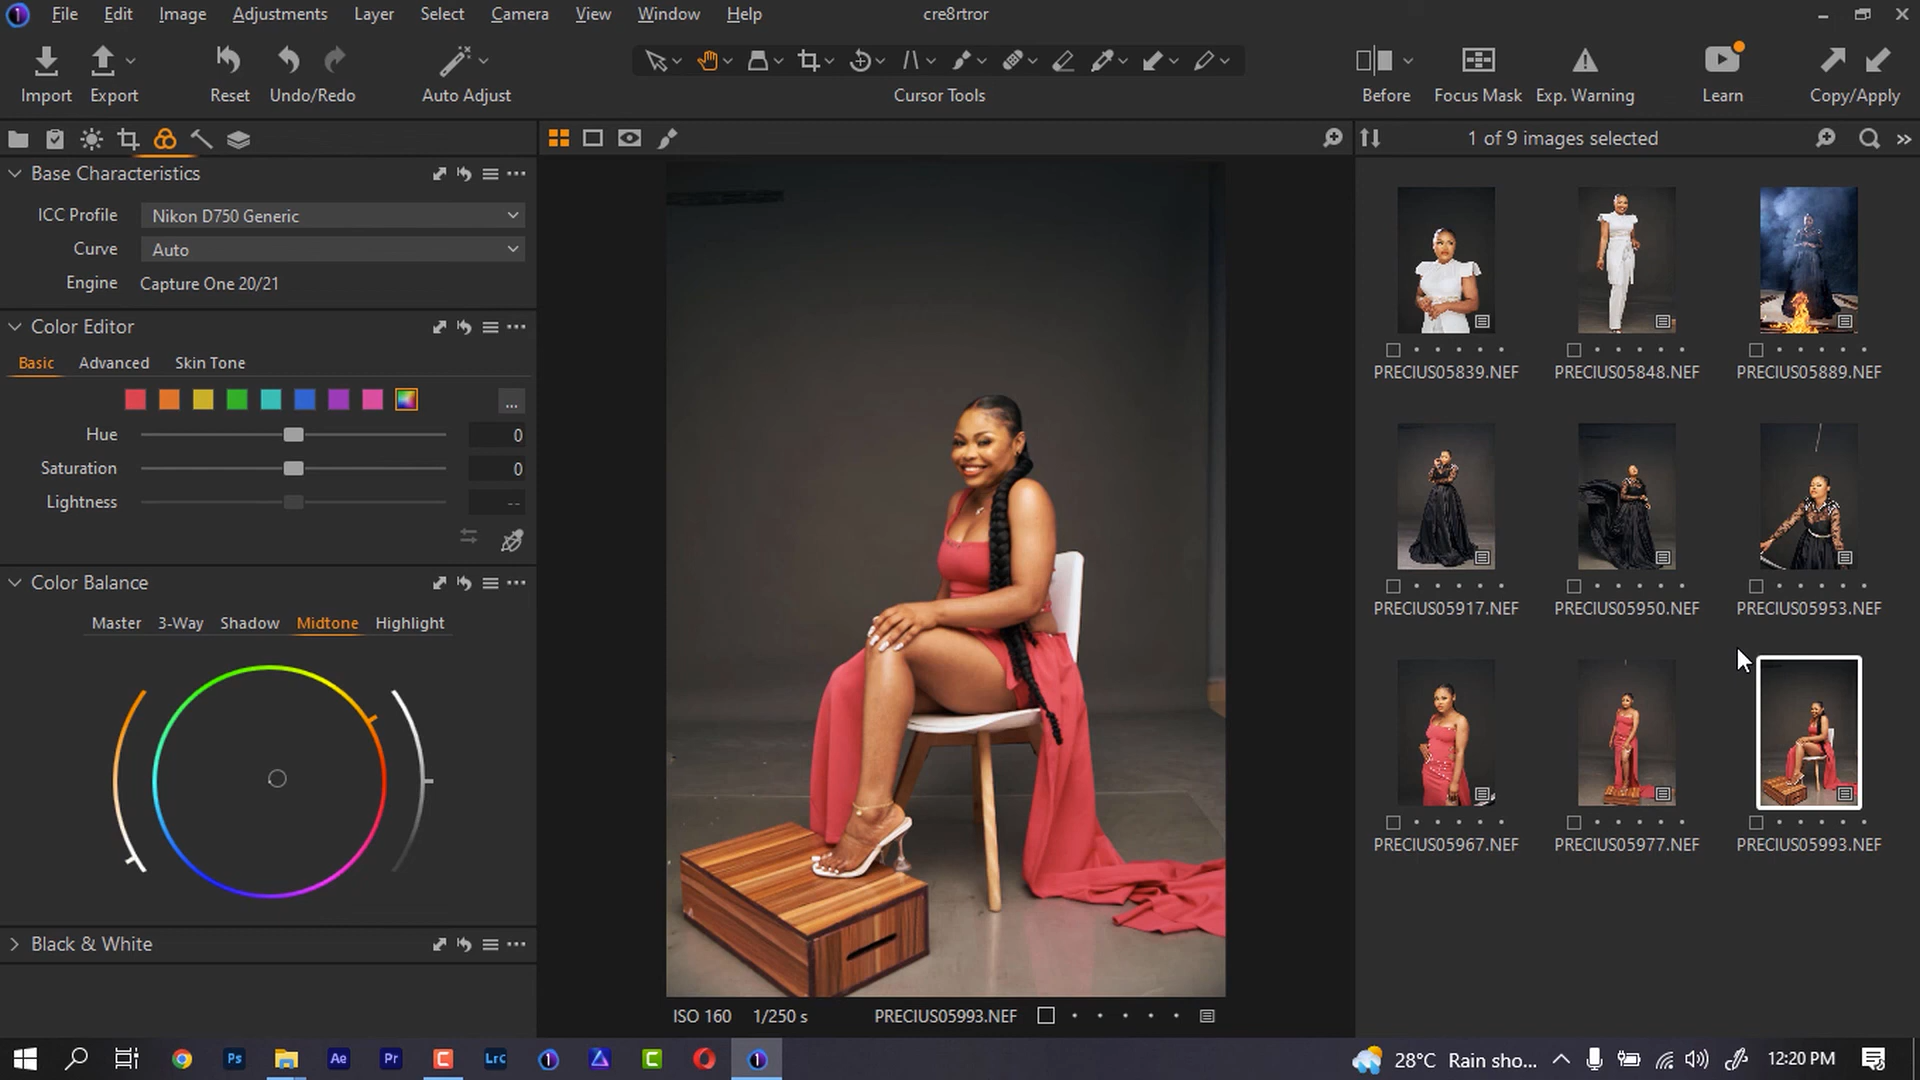 File Edit Image Adjustments Layer Select Camera View Window Help cre8rtror
Import Export Reset Undo/Redo Auto Adjust Cursor Tools Before Focus Mask Exp. Warning Learn Copy/Apply
1 of 9 images selected
Base Characteristics
ICC Profile Nikon D750 Generic
Curve Auto
Engine Capture One 20/21
Color Editor
Basic Advanced Skin Tone
...
Hue 0
Saturation 0
Lightness --
Color Balance
Master 3-Way Shadow Midtone Highlight
Black & White
PRECIUS05839.NEF PRECIUS05848.NEF PRECIUS05889.NEF
PRECIUS05917.NEF PRECIUS05950.NEF PRECIUS05953.NEF
PRECIUS05967.NEF PRECIUS05977.NEF PRECIUS05993.NEF
ISO 160 1/250 s PRECIUS05993.NEF
Ps Ae Pr C Lrc 1 C 1 28°C Rain sho... 12:20 PM